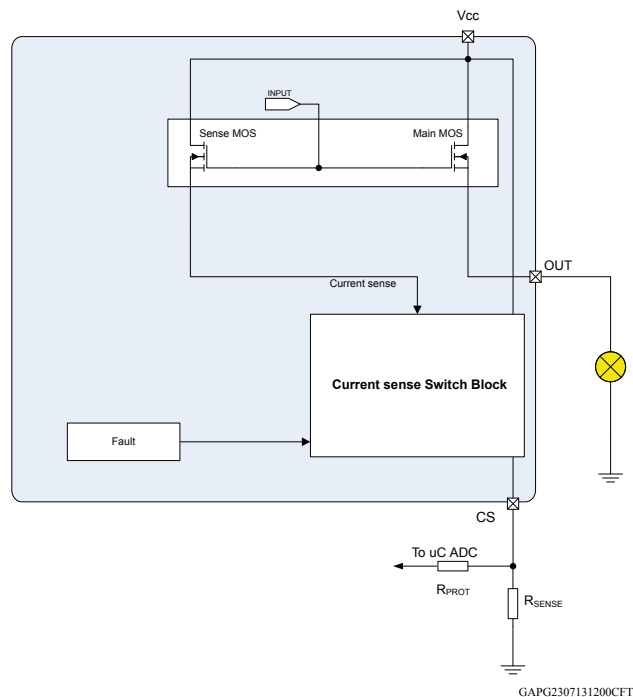 Vcc
INPUT
Sense MOS
Main MOS
OUT
Current sense
Current sense Switch Block
Fault
CS
To uC ADC
RPROT
RSENSE
GAPG2307131200CFT